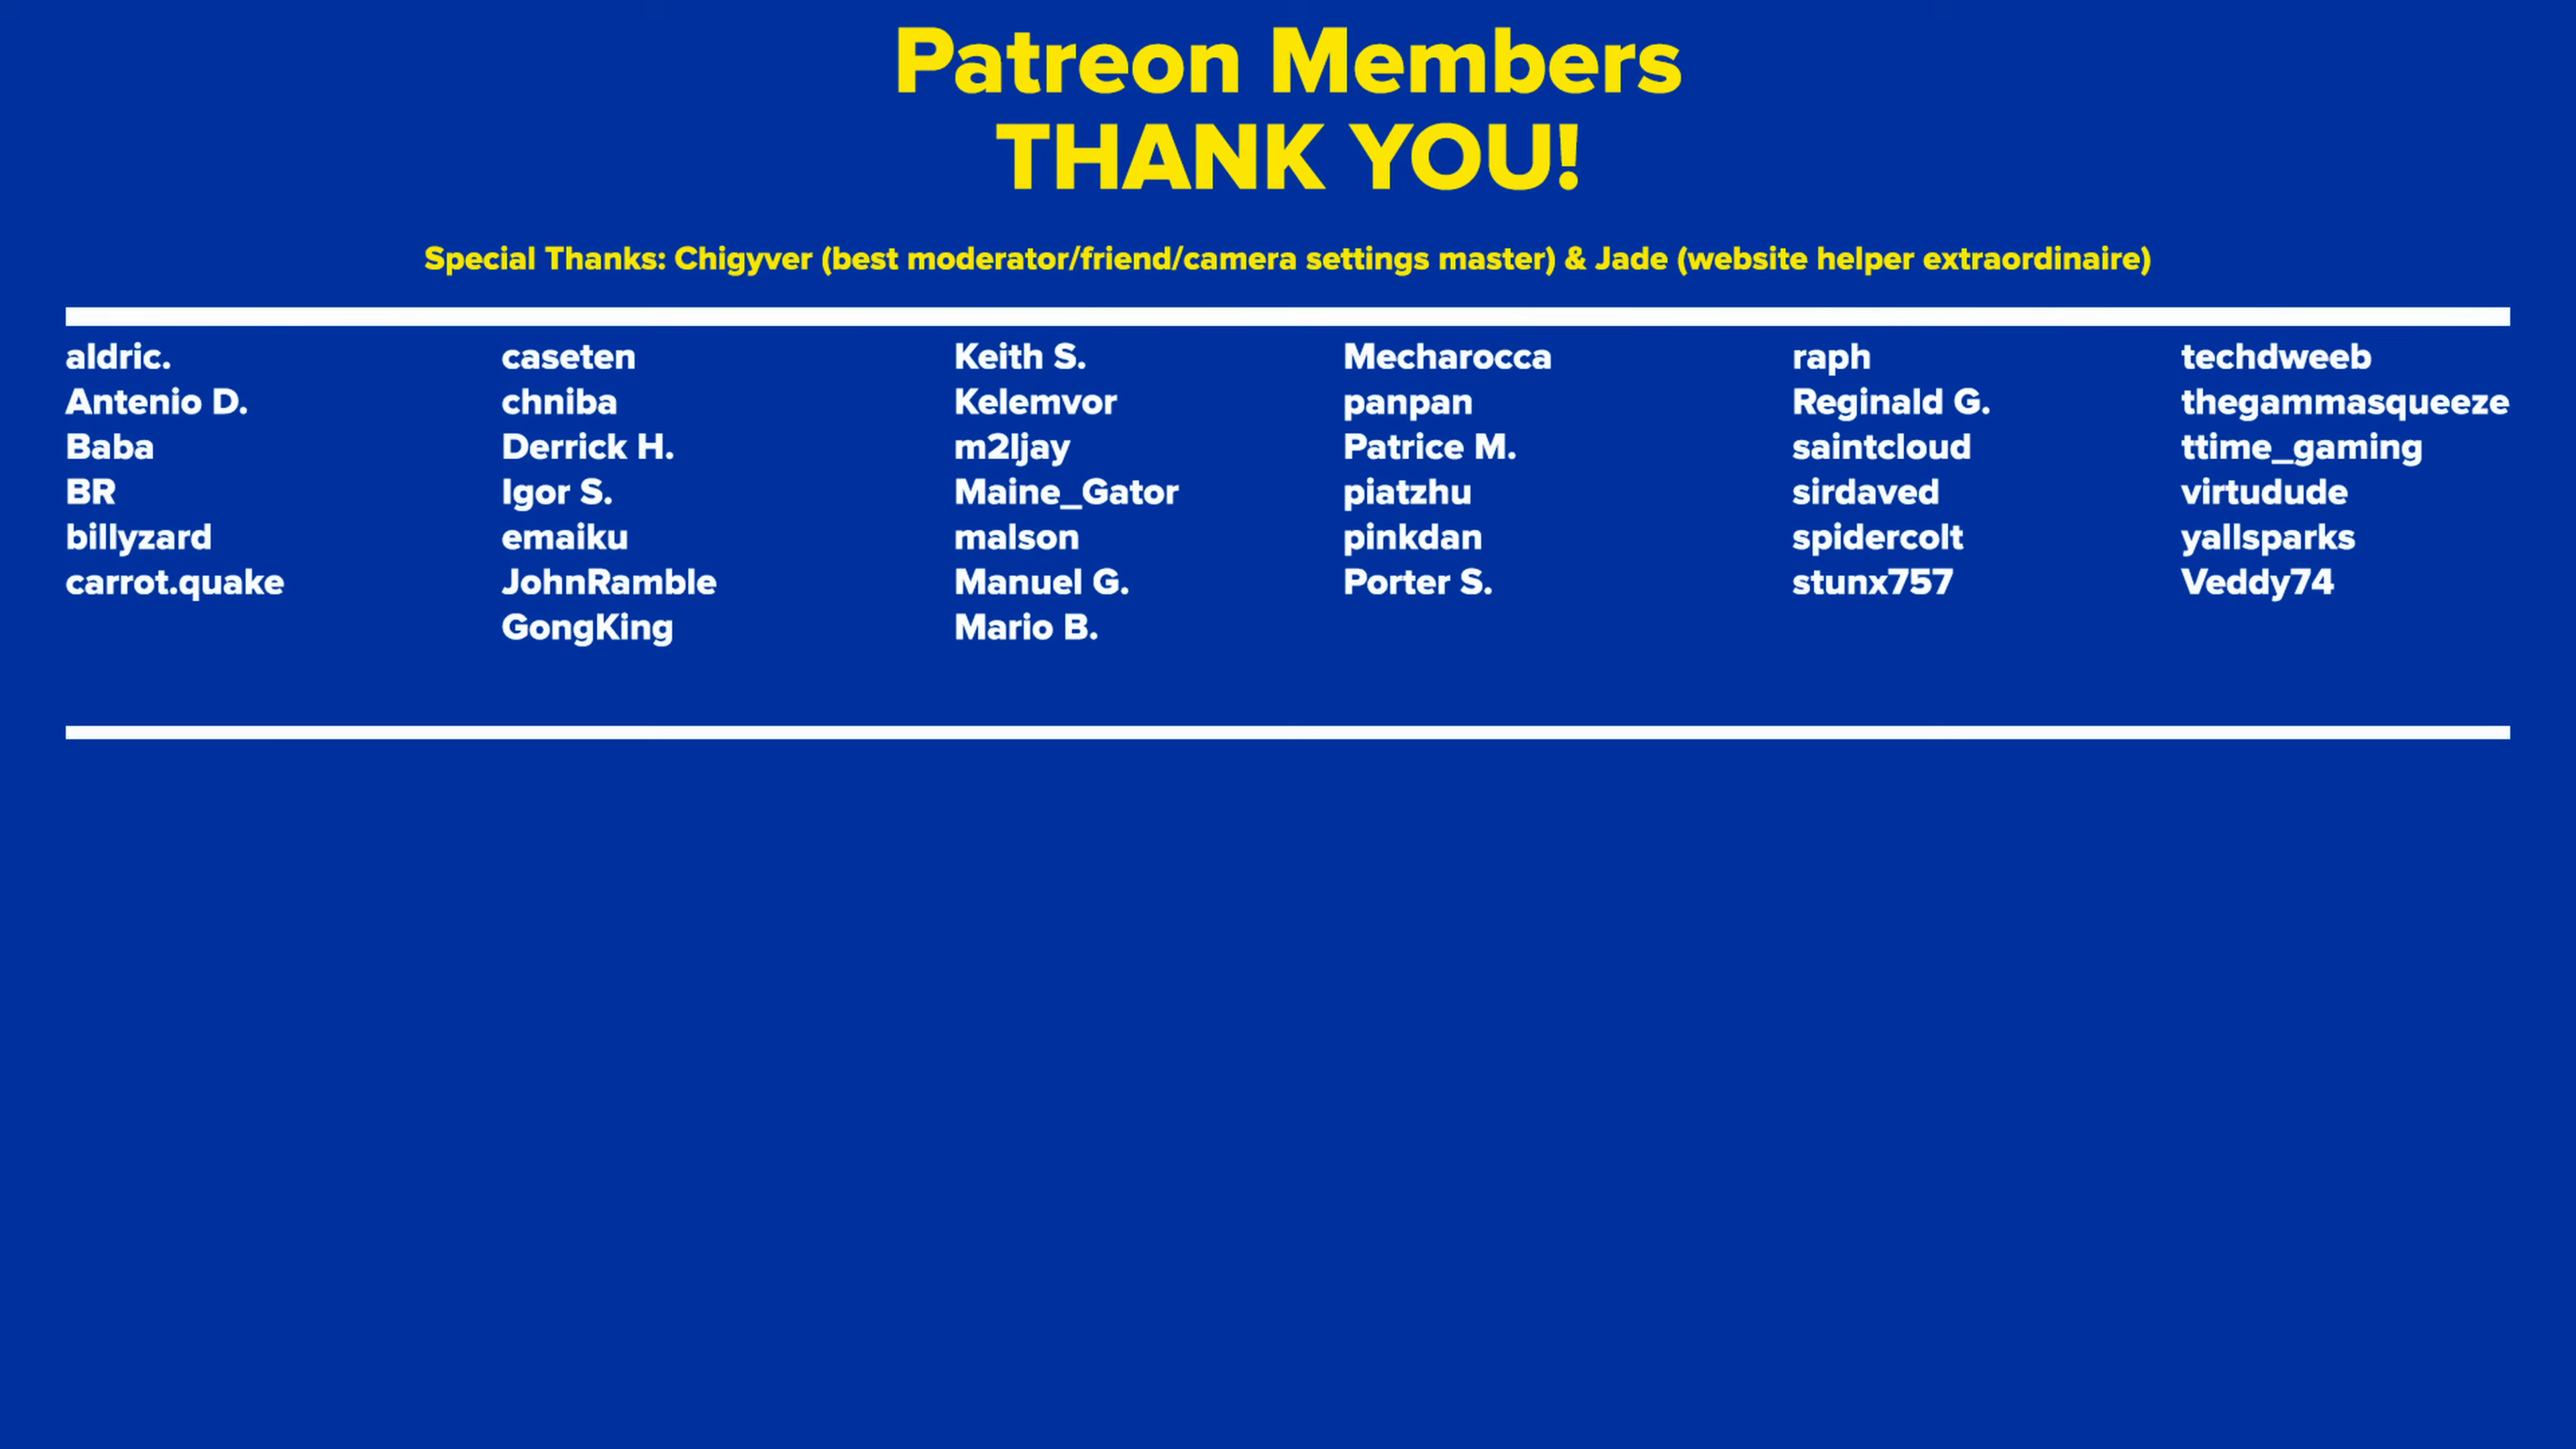 Patreon Members
THANK YOU!
Special Thanks: Chigyver (best moderator/friend/camera settings master) & Jade (website helper extraordinaire)
aldric.
Antenio D.
Baba
BR
billyzard
carrot.quake
caseten
chniba
Derrick H.
Igor S.
emaiku
JohnRamble
GongKing
Keith S.
Kelemvor
m2ljay
Maine_Gator
malson
Manuel G.
Mario B.
Mecharocca
panpan
Patrice M.
piatzhu
pinkdan
Porter S.
raph
Reginald G.
saintcloud
sirdaved
spidercolt
stunx757
techdweeb
thegammasqueeze
ttime_gaming
virtudude
yallsparks
Veddy74